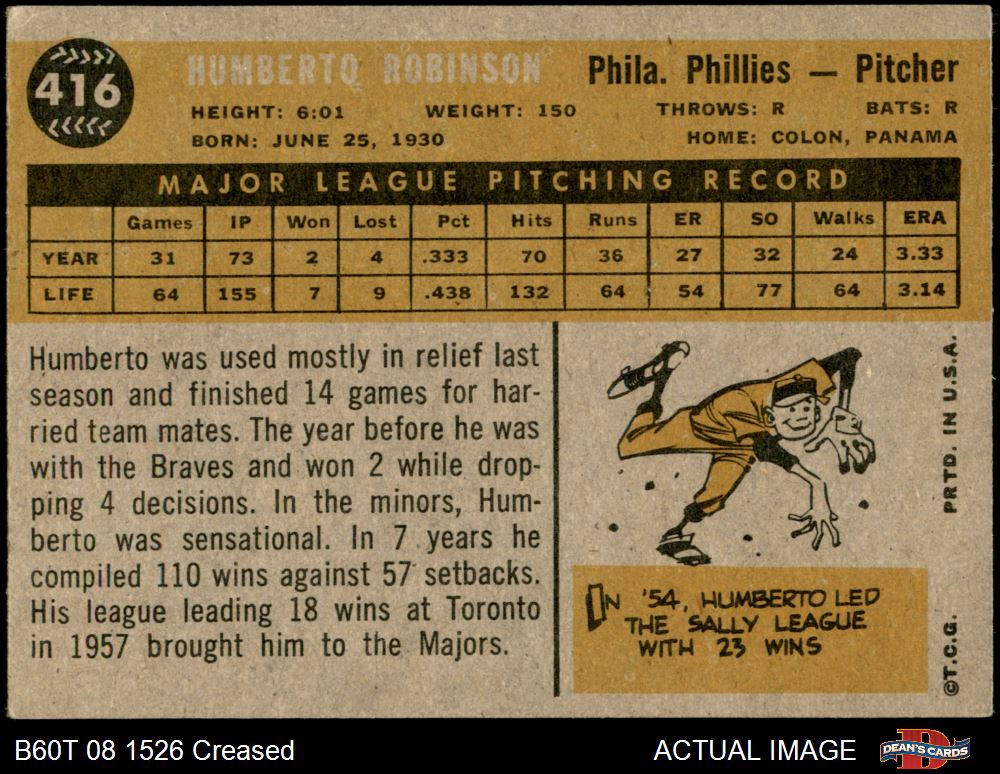 416
HUMBERTO ROBINSON
Phila. Phillies — Pitcher
HEIGHT: 6:01 WEIGHT: 150 THROWS: R BATS: R
BORN: JUNE 25, 1930 HOME: COLON, PANAMA
MAJOR LEAGUE PITCHING RECORD
Games IP Won Lost Pct Hits Runs ER SO Walks ERA
YEAR 31 73 2 4 .333 70 36 27 32 24 3.33
LIFE 64 155 7 9 .438 132 64 54 77 64 3.14
Humberto was used mostly in relief last
season and finished 14 games for har-
ried team mates. The year before he was
with the Braves and won 2 while drop-
ping 4 decisions. In the minors, Hum-
berto was sensational. In 7 years he
compiled 110 wins against 57 setbacks.
His league leading 18 wins at Toronto
in 1957 brought him to the Majors.
IN '54, HUMBERTO LED
THE SALLY LEAGUE
WITH 23 WINS
©T.C.G. PRTD. IN U.S.A.
B60T 08 1526 Creased
ACTUAL IMAGE
DEAN'S CARDS